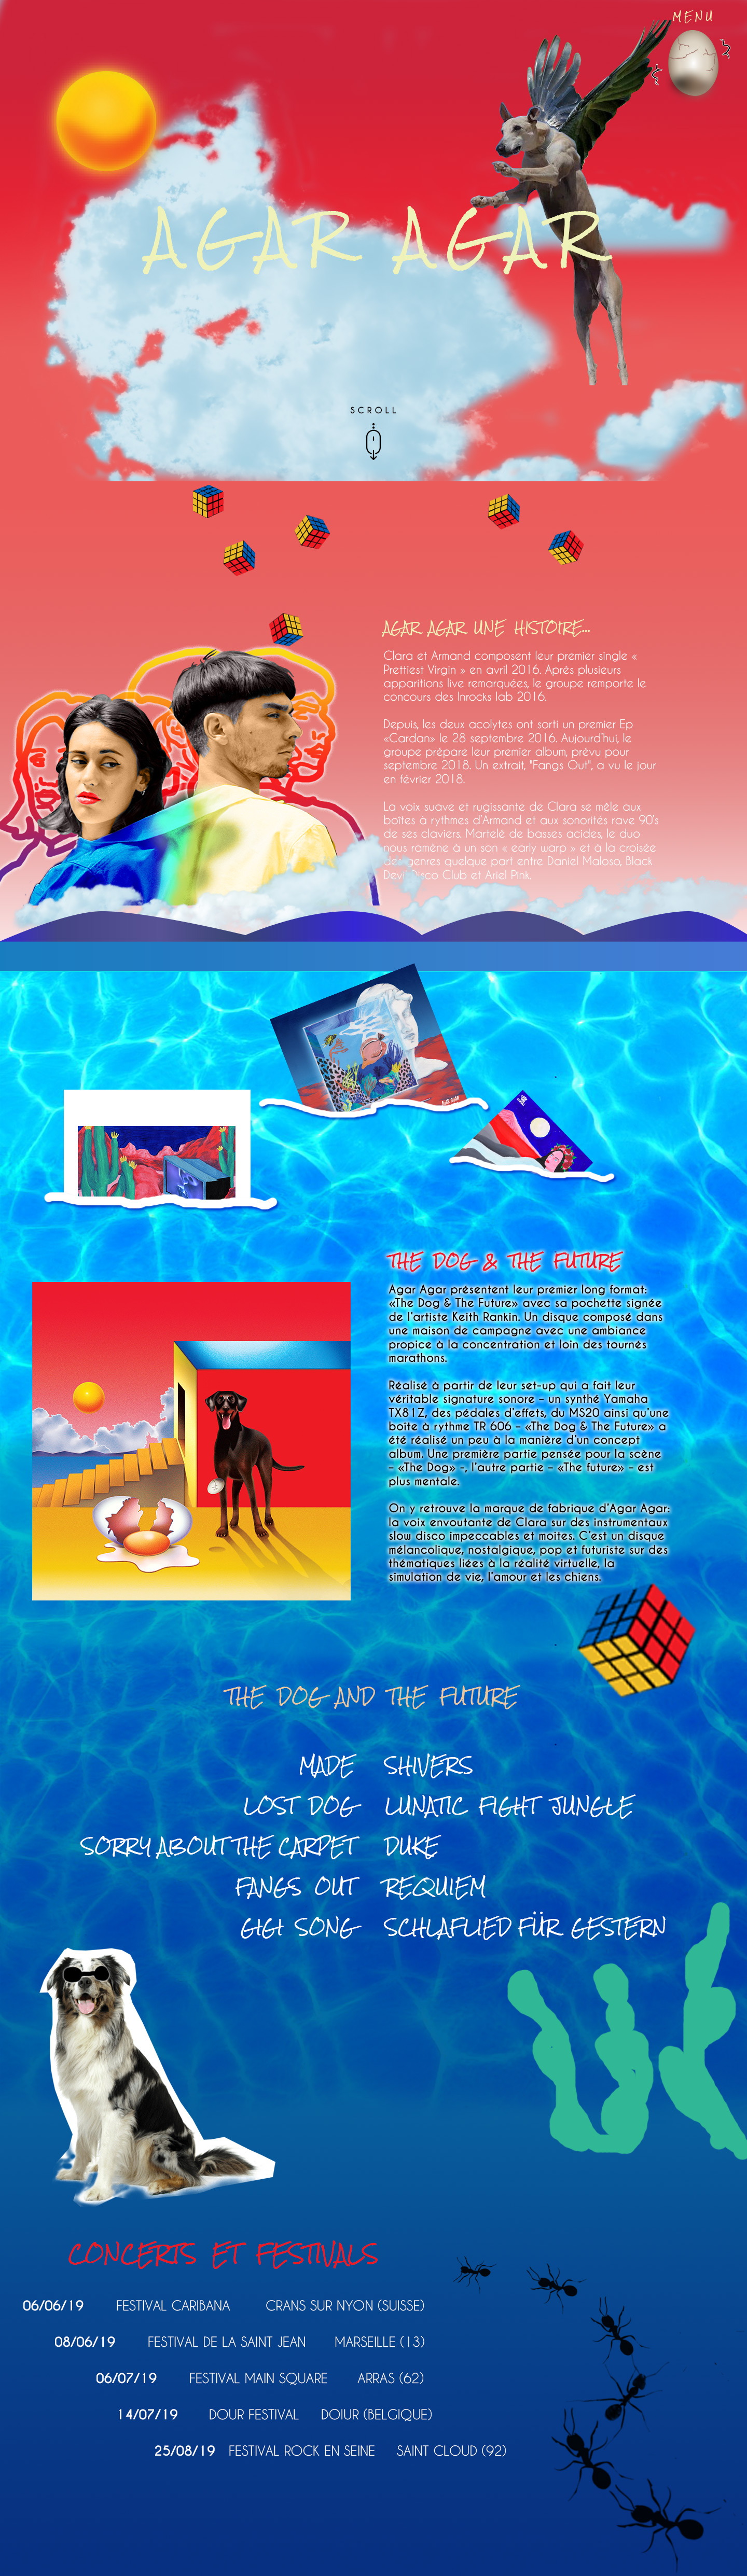 MENU
AGAR AGAR
SCROLL
AGAR AGAR UNE HISTOIRE...
Clara et Armand composent leur premier single «
Prettiest Virgin » en avril 2016. Après plusieurs
apparitions live remarquées, le groupe remporte le
concours des Inrocks lab 2016.
Depuis, les deux acolytes ont sorti un premier Ep
«Cardan» le 28 septembre 2016. Aujourd'hui, le
groupe prépare leur premier album, prévu pour
septembre 2018. Un extrait, "Fangs Out", a vu le jour
en février 2018.
La voix suave et rugissante de Clara se mêle aux
boîtes à rythmes d'Armand et aux sonorités rave 90's
de ses claviers. Martelé de basses acides, le duo
nous ramène à un son « early warp » et à la croisée
des genres quelque part entre Daniel Maloso, Black
Devil Disco Club et Ariel Pink.
THE DOG & THE FUTURE
Agar Agar présentent leur premier long format:
«The Dog & The Future» avec sa pochette signée
de l'artiste Keith Rankin. Un disque composé dans
une maison de campagne avec une ambiance
propice à la concentration et loin des tournés
marathons.
Réalisé à partir de leur set-up qui a fait leur
véritable signature sonore – un synthé Yamaha
TX81Z, des pédales d'effets, du MS20 ainsi qu'une
boite à rythme TR 606 – «The Dog & The Future» a
été réalisé un peu à la manière d'un concept
album. Une première partie pensée pour la scène
– «The Dog» –, l'autre partie – «The future» – est
plus mentale.
On y retrouve la marque de fabrique d'Agar Agar:
la voix envoutante de Clara sur des instrumentaux
slow disco impeccables et moites. C'est un disque
mélancolique, nostalgique, pop et futuriste sur des
thématiques liées à la réalité virtuelle, la
simulation de vie, l'amour et les chiens.
THE DOG AND THE FUTURE
MADE SHIVERS
LOST DOG LUNATIC FIGHT JUNGLE
SORRY ABOUT THE CARPET DUKE
FANGS OUT REQUIEM
GIGI SONG SCHLAFLIED FÜR GESTERN
CONCERTS ET FESTIVALS
06/06/19 FESTIVAL CARIBANA CRANS SUR NYON (SUISSE)
08/06/19 FESTIVAL DE LA SAINT JEAN MARSEILLE (13)
06/07/19 FESTIVAL MAIN SQUARE ARRAS (62)
14/07/19 DOUR FESTIVAL DOIUR (BELGIQUE)
25/08/19 FESTIVAL ROCK EN SEINE SAINT CLOUD (92)